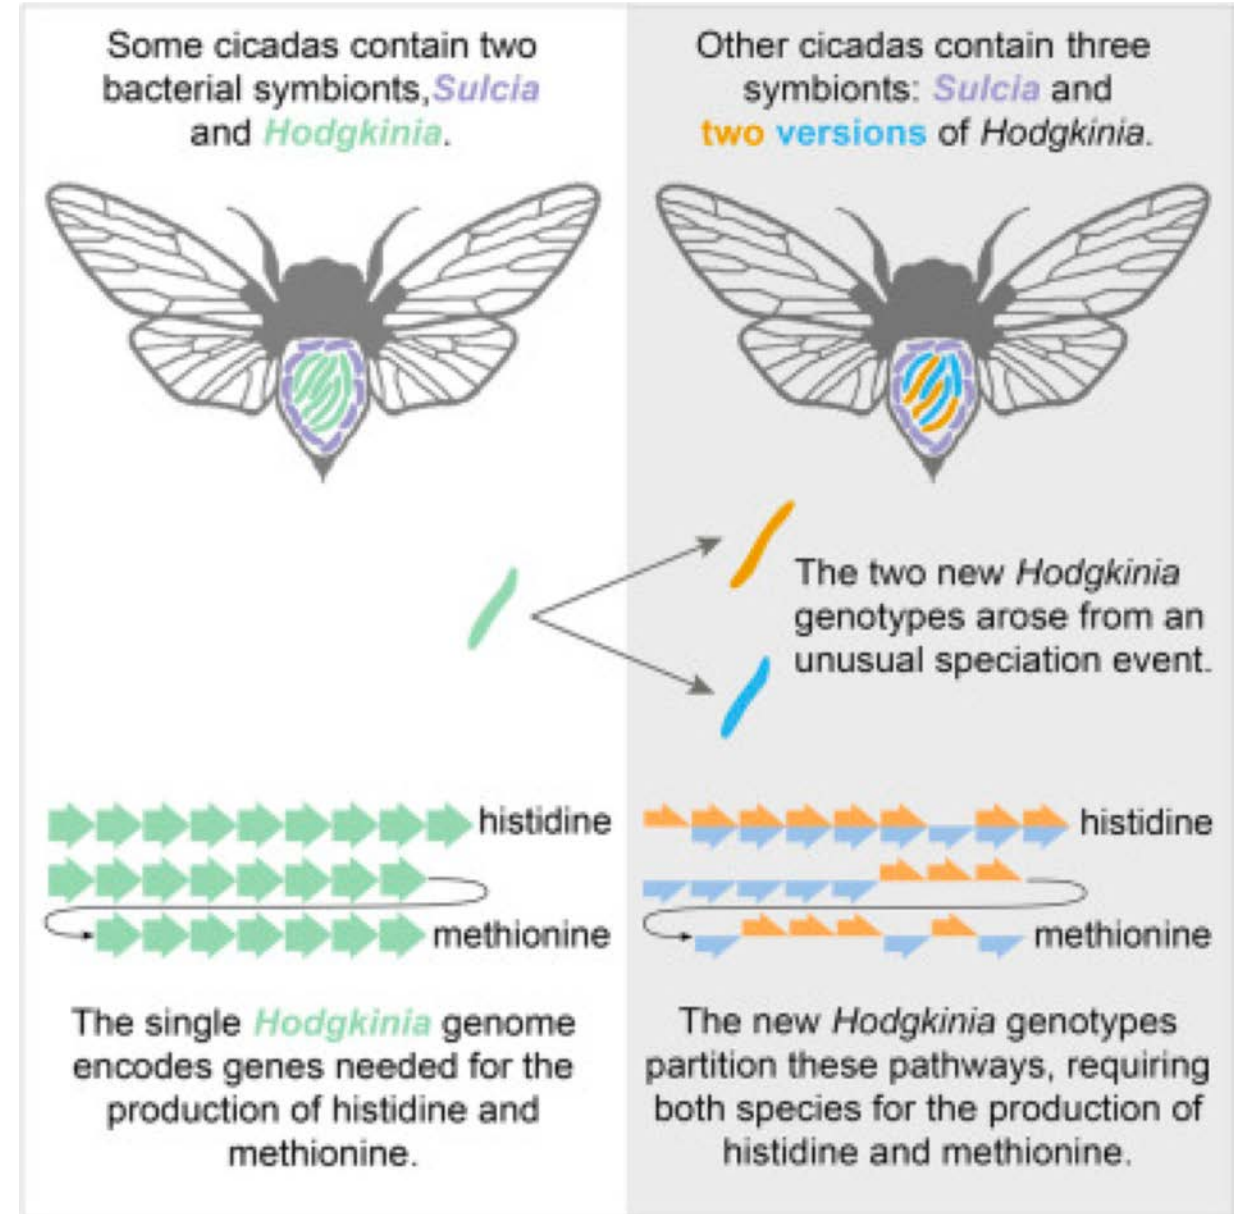 Some cicadas contain two
bacterial symbionts,Sulcia
and Hodgkinia.
Other cicadas contain three
symbionts: Sulcia and
two versions of Hodgkinia.
The two new Hodgkinia
genotypes arose from an
unusual speciation event.
histidine
methionine
histidine
methionine
The single Hodgkinia genome
encodes genes needed for the
production of histidine and
methionine.
The new Hodgkinia genotypes
partition these pathways, requiring
both species for the production of
histidine and methionine.